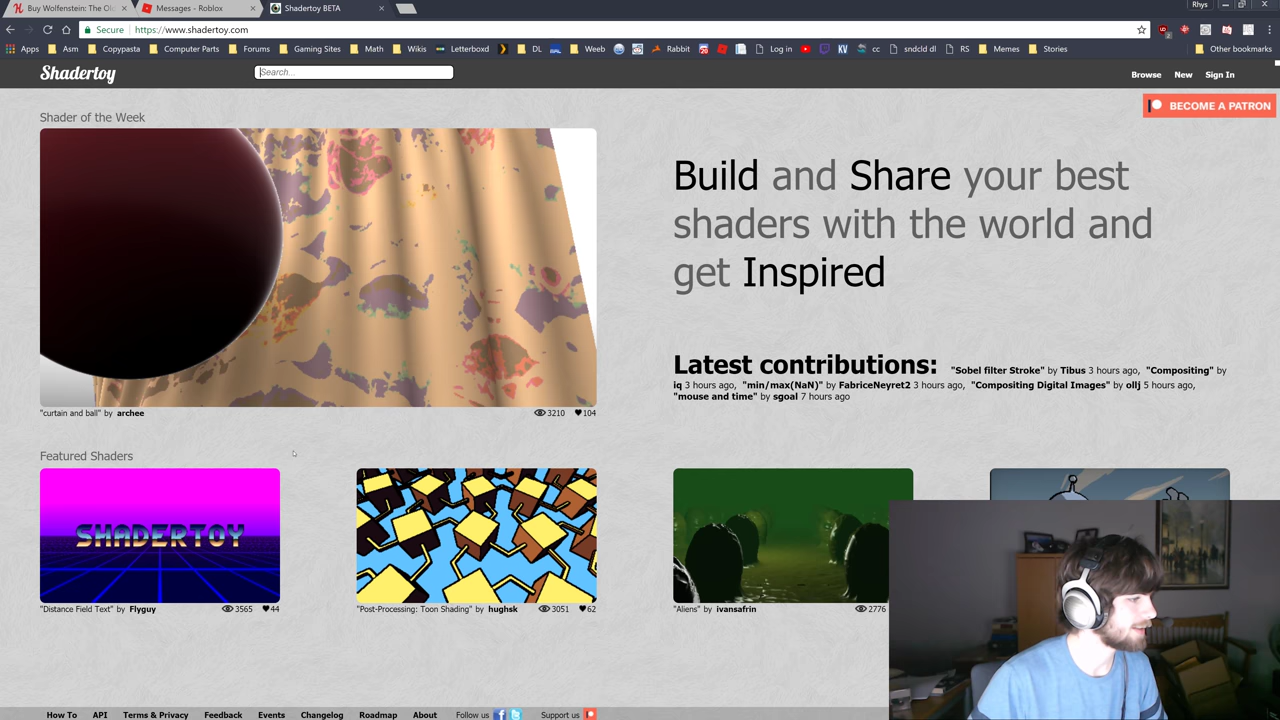 Buy Wolfenstein: The Ol
Messages - Roblox
Shadertoy BETA
Rhys
Secure
https://www.shadertoy.com
Apps
Asm
Copypasta
Computer Parts
Forums
Gaming Sites
Math
Wikis
Letterboxd
DL
Weeb
Rabbit
Log in
KV
cc
sndcld dl
RS
Memes
Stories
Other bookmarks
Shadertoy
Search...
Browse
New
Sign In
BECOME A PATRON
Shader of the Week
"curtain and ball" by archee
3210
104
Build and Share your best
shaders with the world and
get Inspired
Latest contributions: "Sobel filter Stroke" by Tibus 3 hours ago, "Compositing" by
iq 3 hours ago, "min/max(NaN)" by FabriceNeyret2 3 hours ago, "Compositing Digital Images" by ollj 5 hours ago,
"mouse and time" by sgoal 7 hours ago
Featured Shaders
SHADERTOY
"Distance Field Text" by Flyguy
3565
44
"Post-Processing: Toon Shading" by hughsk
3051
62
"Aliens" by ivansafrin
2776
How To
API
Terms & Privacy
Feedback
Events
Changelog
Roadmap
About
Follow us
Support us